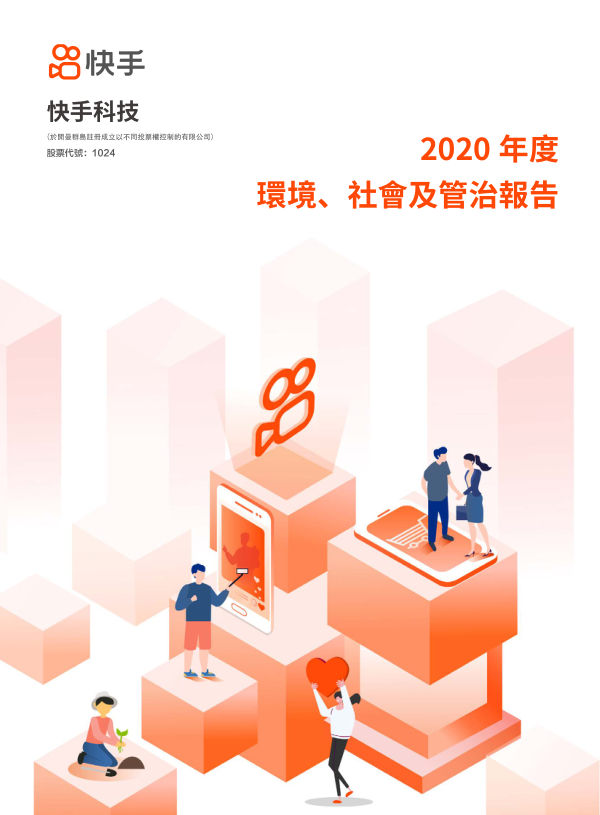 快手
快手科技
(於開曼群島註冊成立以不同投票權控制的有限公司)
股票代號：1024
2020 年度
環境、社會及管治報告